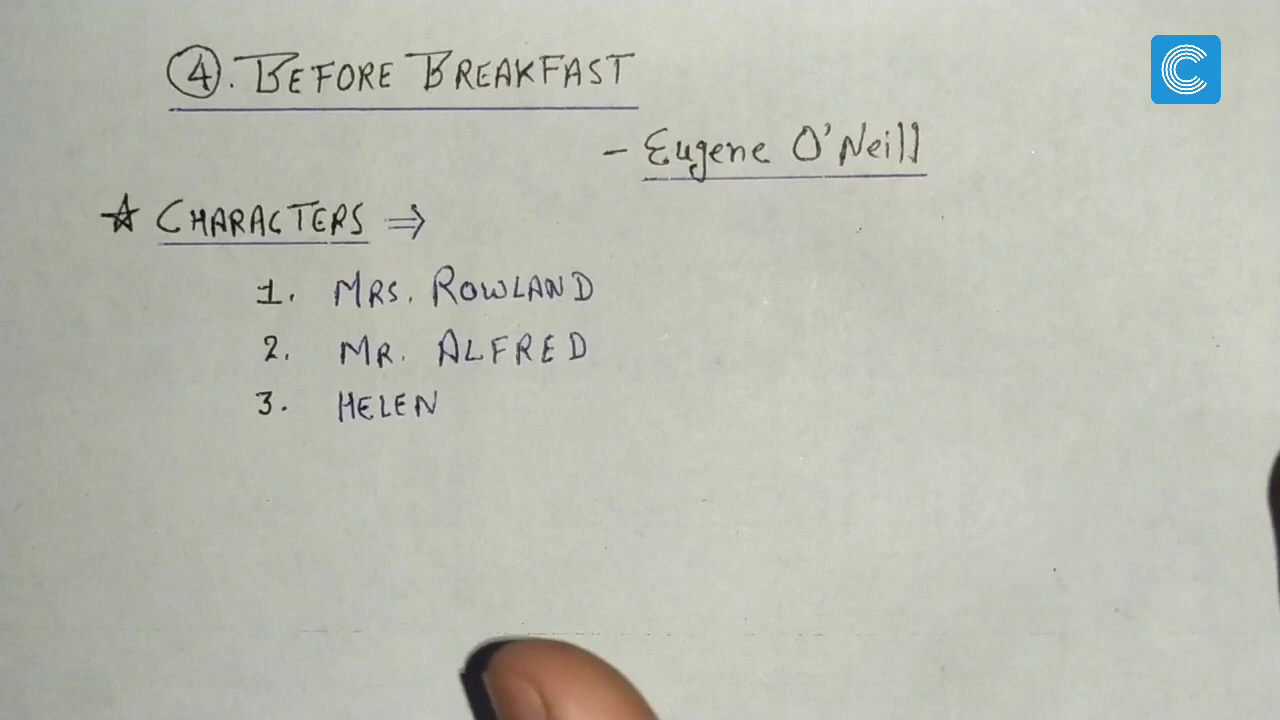 4. BEFORE BREAKFAST
- Eugene O'Neill
☆ CHARACTERS ⇒
1. MRS. ROWLAND
2. MR. ALFRED
3. HELEN